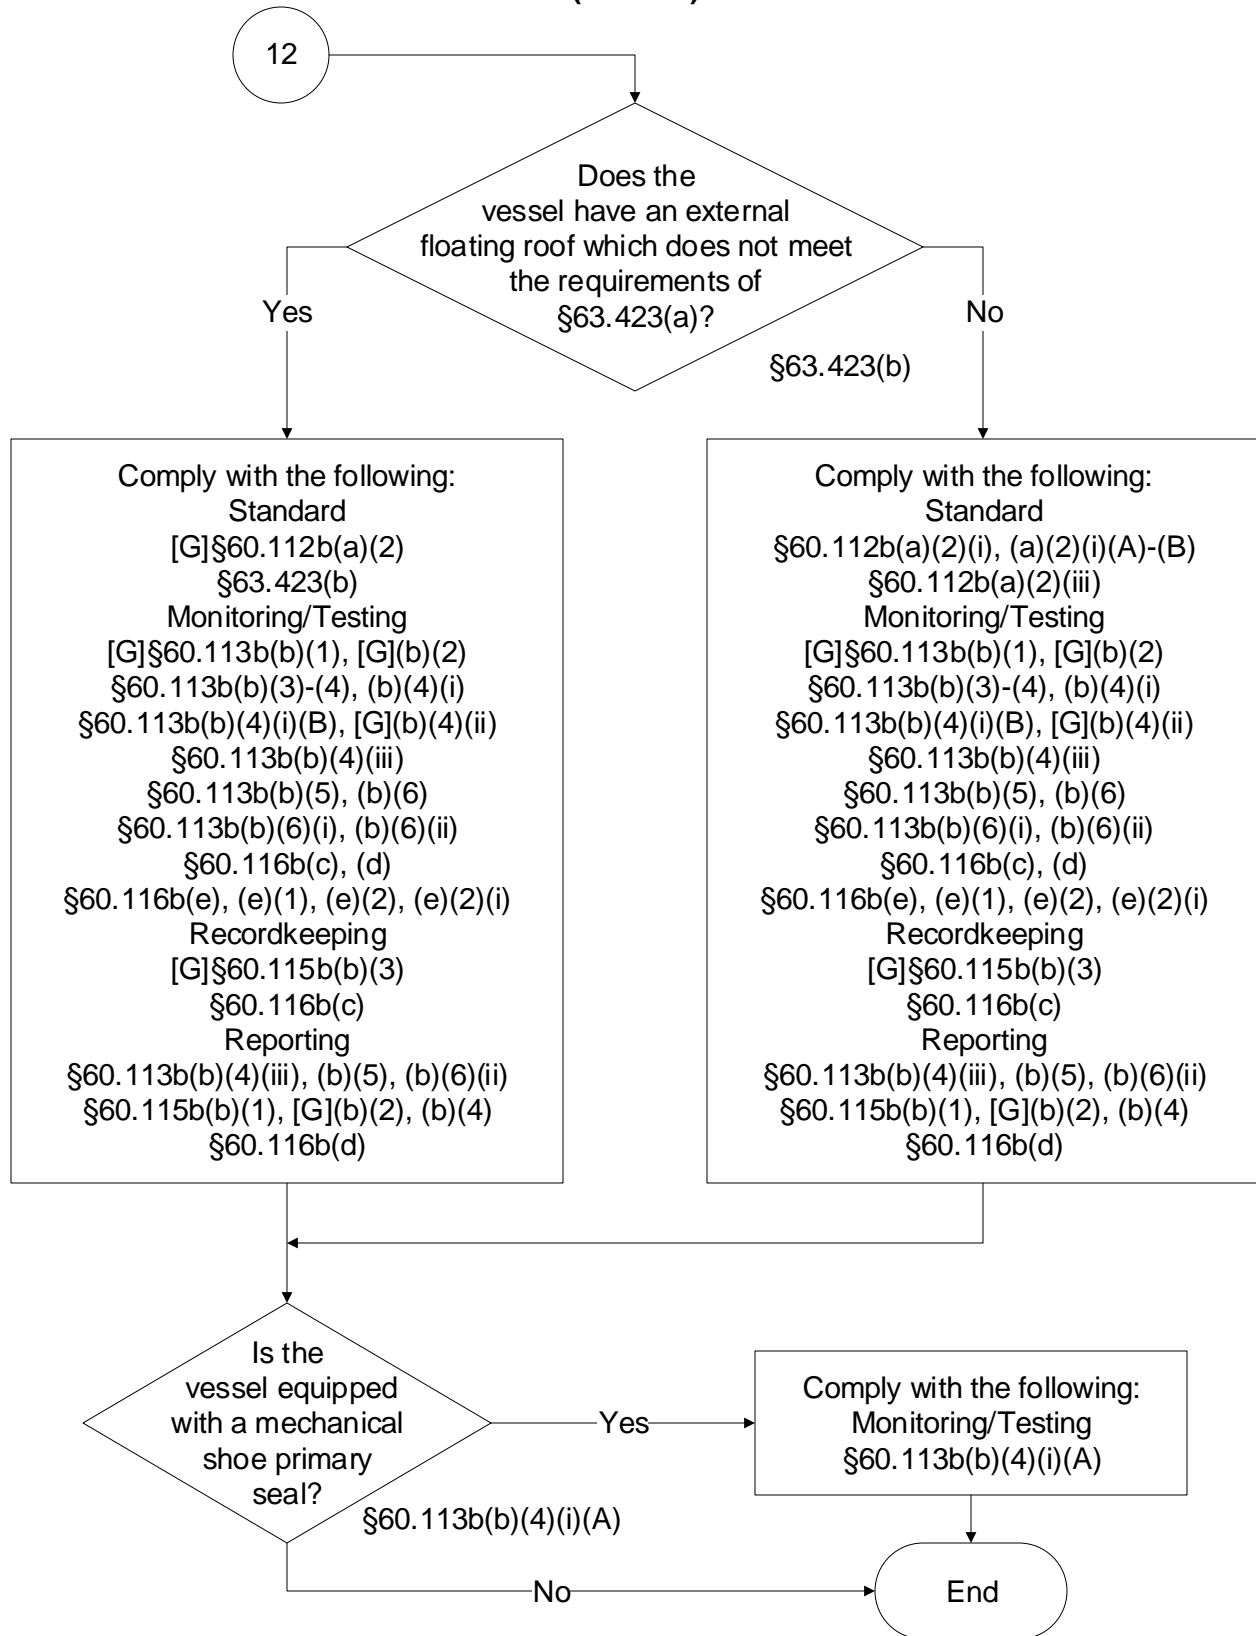 12
Does the
vessel have an external
floating roof which does not meet
the requirements of
§63.423(a)?
Yes
No
§63.423(b)
Comply with the following:
Standard
[G]§60.112b(a)(2)
§63.423(b)
Monitoring/Testing
[G]§60.113b(b)(1), [G](b)(2)
§60.113b(b)(3)-(4), (b)(4)(i)
§60.113b(b)(4)(i)(B), [G](b)(4)(ii)
§60.113b(b)(4)(iii)
§60.113b(b)(5), (b)(6)
§60.113b(b)(6)(i), (b)(6)(ii)
§60.116b(c), (d)
§60.116b(e), (e)(1), (e)(2), (e)(2)(i)
Recordkeeping
[G]§60.115b(b)(3)
§60.116b(c)
Reporting
§60.113b(b)(4)(iii), (b)(5), (b)(6)(ii)
§60.115b(b)(1), [G](b)(2), (b)(4)
§60.116b(d)
Comply with the following:
Standard
§60.112b(a)(2)(i), (a)(2)(i)(A)-(B)
§60.112b(a)(2)(iii)
Monitoring/Testing
[G]§60.113b(b)(1), [G](b)(2)
§60.113b(b)(3)-(4), (b)(4)(i)
§60.113b(b)(4)(i)(B), [G](b)(4)(ii)
§60.113b(b)(4)(iii)
§60.113b(b)(5), (b)(6)
§60.113b(b)(6)(i), (b)(6)(ii)
§60.116b(c), (d)
§60.116b(e), (e)(1), (e)(2), (e)(2)(i)
Recordkeeping
[G]§60.115b(b)(3)
§60.116b(c)
Reporting
§60.113b(b)(4)(iii), (b)(5), (b)(6)(ii)
§60.115b(b)(1), [G](b)(2), (b)(4)
§60.116b(d)
Is the
vessel equipped
with a mechanical
shoe primary
seal?
Yes
§60.113b(b)(4)(i)(A)
Comply with the following:
Monitoring/Testing
§60.113b(b)(4)(i)(A)
No
End